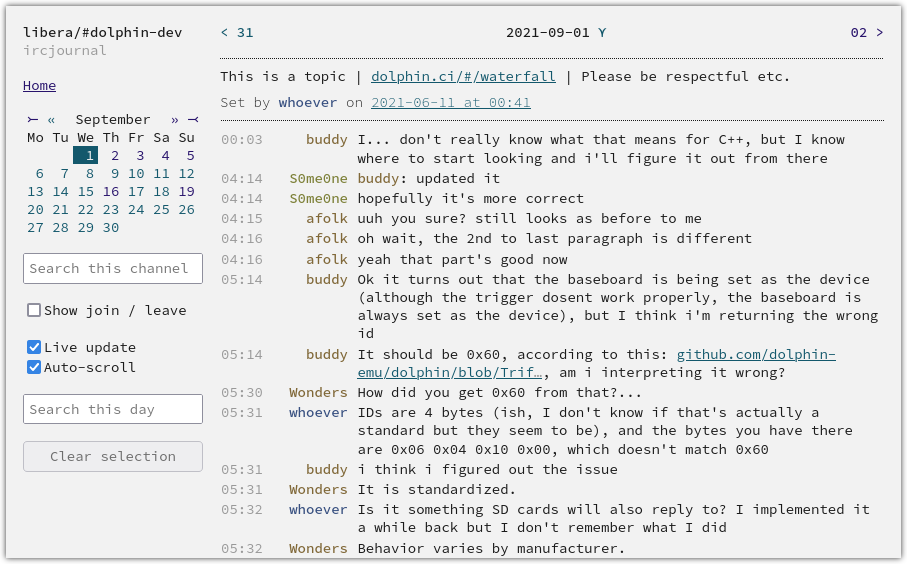 libera/#dolphin-dev
ircjournal
Home
⤚ « September » ⤙
Mo Tu We Th Fr Sa Su
1 2 3 4 5
6 7 8 9 10 11 12
13 14 15 16 17 18 19
20 21 22 23 24 25 26
27 28 29 30
Search this channel
Show join / leave
Live update
Auto-scroll
Search this day
Clear selection
< 31 2021-09-01 Y 02 >
This is a topic | dolphin.ci/#/waterfall | Please be respectful etc.
Set by whoever on 2021-06-11 at 00:41
00:03 buddy I... don't really know what that means for C++, but I know
where to start looking and i'll figure it out from there
04:14 S0me0ne buddy: updated it
04:14 S0me0ne hopefully it's more correct
04:15 afolk uuh you sure? still looks as before to me
04:16 afolk oh wait, the 2nd to last paragraph is different
04:16 afolk yeah that part's good now
05:14 buddy Ok it turns out that the baseboard is being set as the device
(although the trigger dosent work properly, the baseboard is
always set as the device), but I think i'm returning the wrong
id
05:14 buddy It should be 0x60, according to this: github.com/dolphin-
emu/dolphin/blob/Trif…, am i interpreting it wrong?
05:30 Wonders How did you get 0x60 from that?...
05:31 whoever IDs are 4 bytes (ish, I don't know if that's actually a
standard but they seem to be), and the bytes you have there
are 0x06 0x04 0x10 0x00, which doesn't match 0x60
05:31 buddy i think i figured out the issue
05:31 Wonders It is standardized.
05:32 whoever Is it something SD cards will also reply to? I implemented it
a while back but I don't remember what I did
05:32 Wonders Behavior varies by manufacturer.